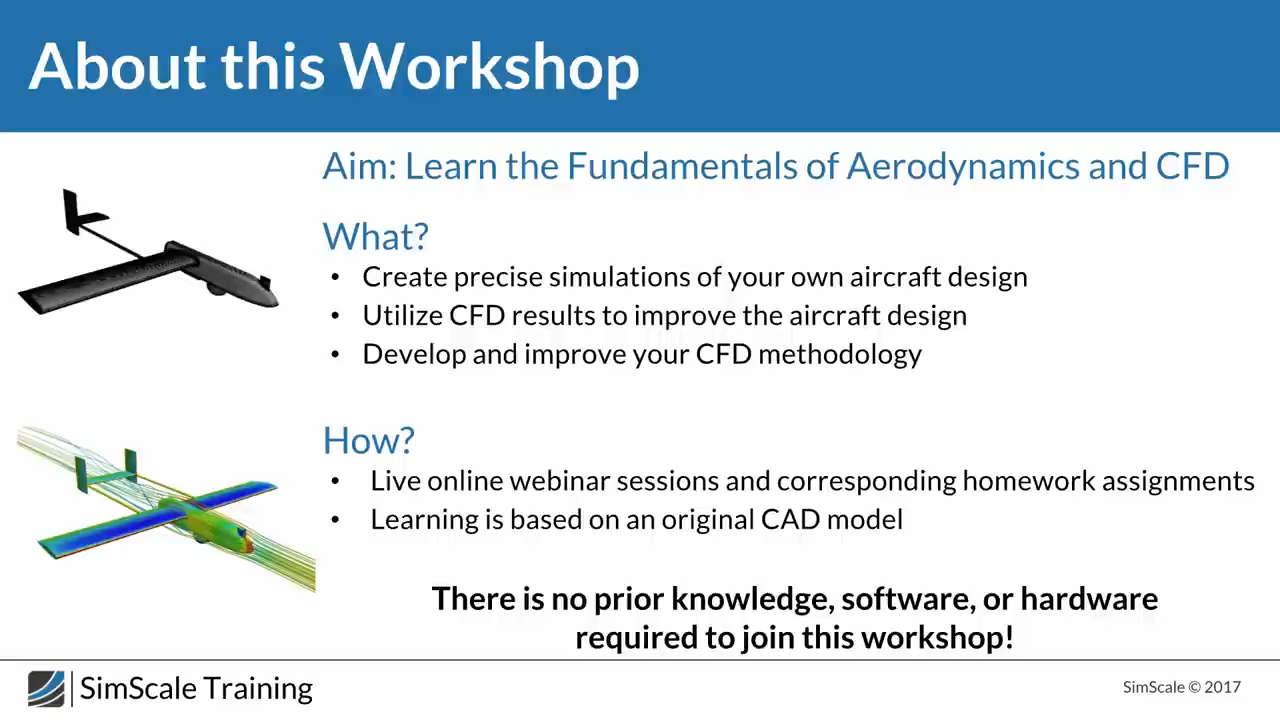 About this Workshop
Aim: Learn the Fundamentals of Aerodynamics and CFD
What?
• Create precise simulations of your own aircraft design
• Utilize CFD results to improve the aircraft design
• Develop and improve your CFD methodology
How?
• Live online webinar sessions and corresponding homework assignments
• Learning is based on an original CAD model
There is no prior knowledge, software, or hardware
required to join this workshop!
SimScale Training
SimScale © 2017